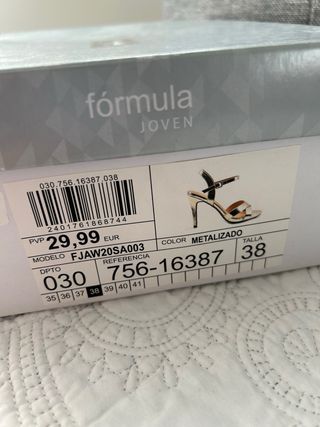 fórmula
JOVEN
030.756.16387.038
2401761868744
PVP 29,99 EUR
MODELO FJAW20SA003
COLOR METALIZADO
DPTO 030
REFERENCIA 756-16387
TALLA 38
35 36 37 38 39 40 41